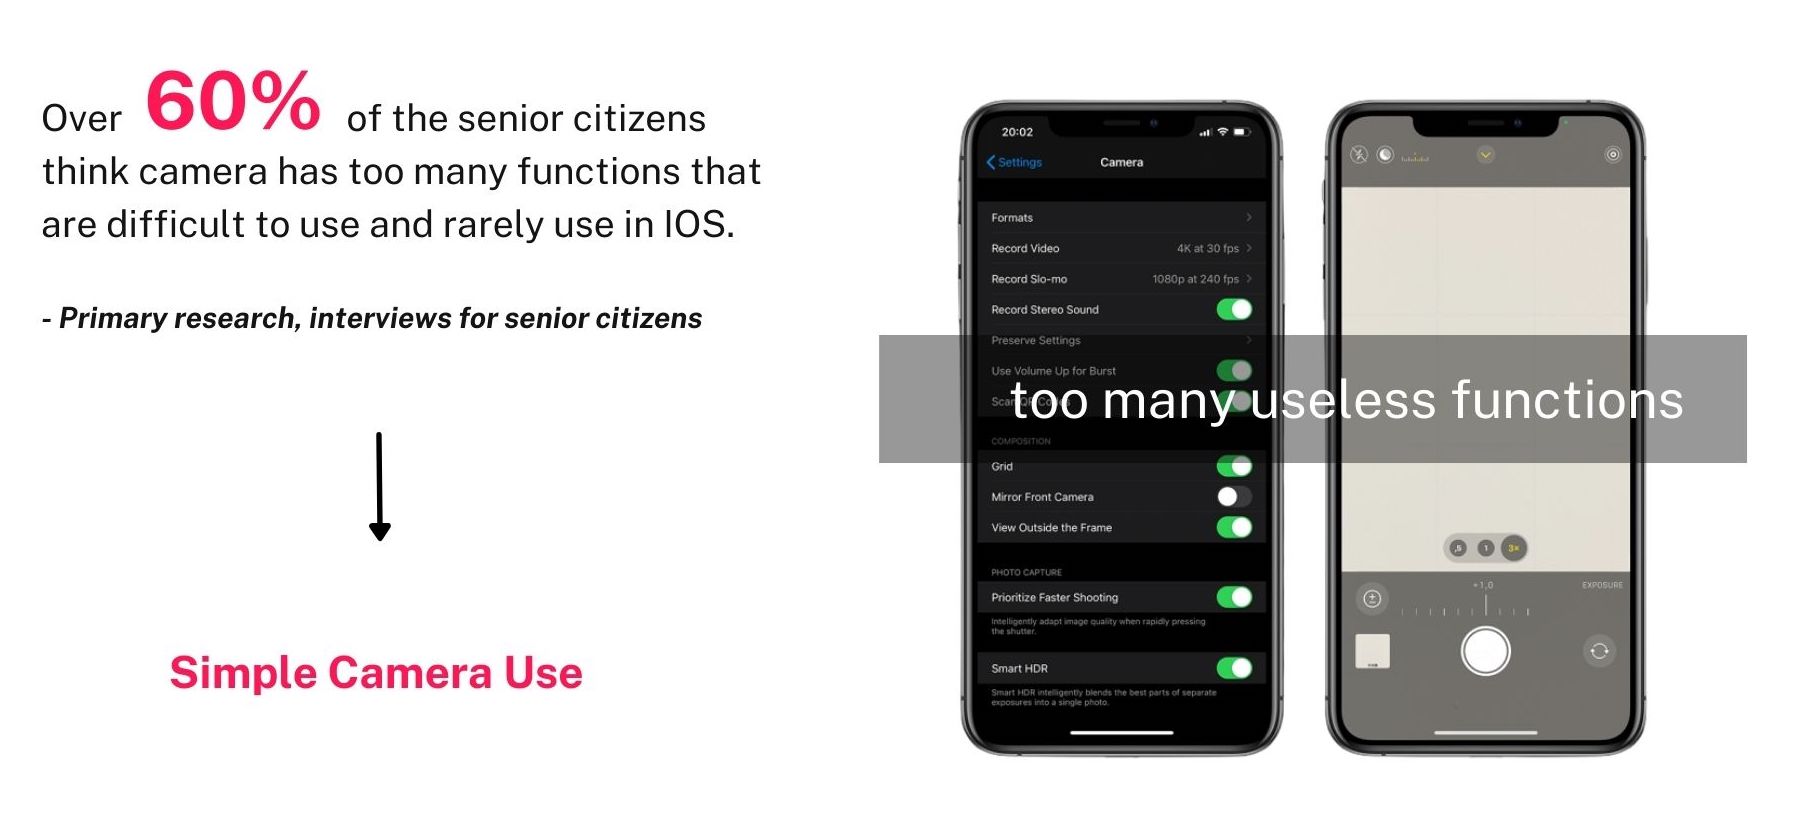 Over 60% of the senior citizens
think camera has too many functions that
are difficult to use and rarely use in IOS.
- Primary research, interviews for senior citizens
Simple Camera Use
20:02
Settings
Camera
Formats
Record Video 4K at 30 fps
Record Slo-mo 1080p at 240 fps
Record Stereo Sound
Preserve Settings
Use Volume Up for Burst
Scan QR Codes
too many useless functions
COMPOSITION
Grid
Mirror Front Camera
View Outside the Frame
PHOTO CAPTURE
Prioritize Faster Shooting
Intelligently adapt image quality when rapidly pressing
the shutter.
Smart HDR
Smart HDR intelligently blends the best parts of separate
exposures into a single photo.
,5 1 3×
+1,0
EXPOSURE